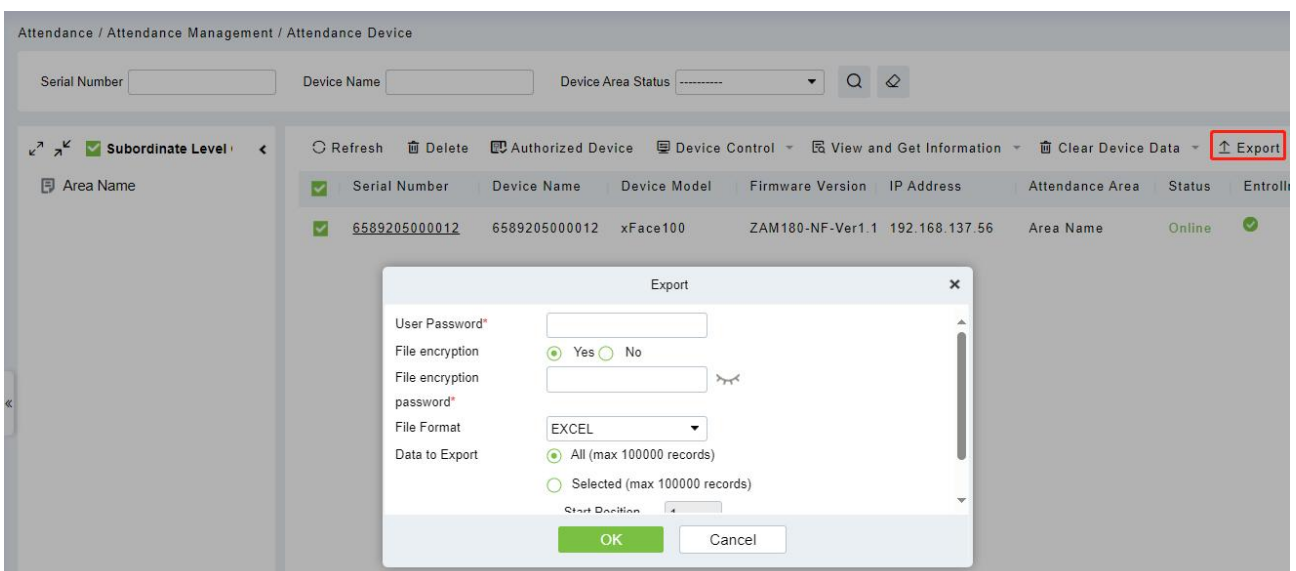 Attendance / Attendance Management / Attendance Device
Serial Number Device Name Device Area Status ----------
Subordinate Level
Refresh Delete Authorized Device Device Control View and Get Information Clear Device Data Export
Area Name
Serial Number Device Name Device Model Firmware Version IP Address Attendance Area Status
6589205000012 6589205000012 xFace100 ZAM180-NF-Ver1.1 192.168.137.56 Area Name Online
Export
User Password*
File encryption Yes No
File encryption
password*
File Format EXCEL
Data to Export All (max 100000 records)
Selected (max 100000 records)
Start Position 1
OK Cancel